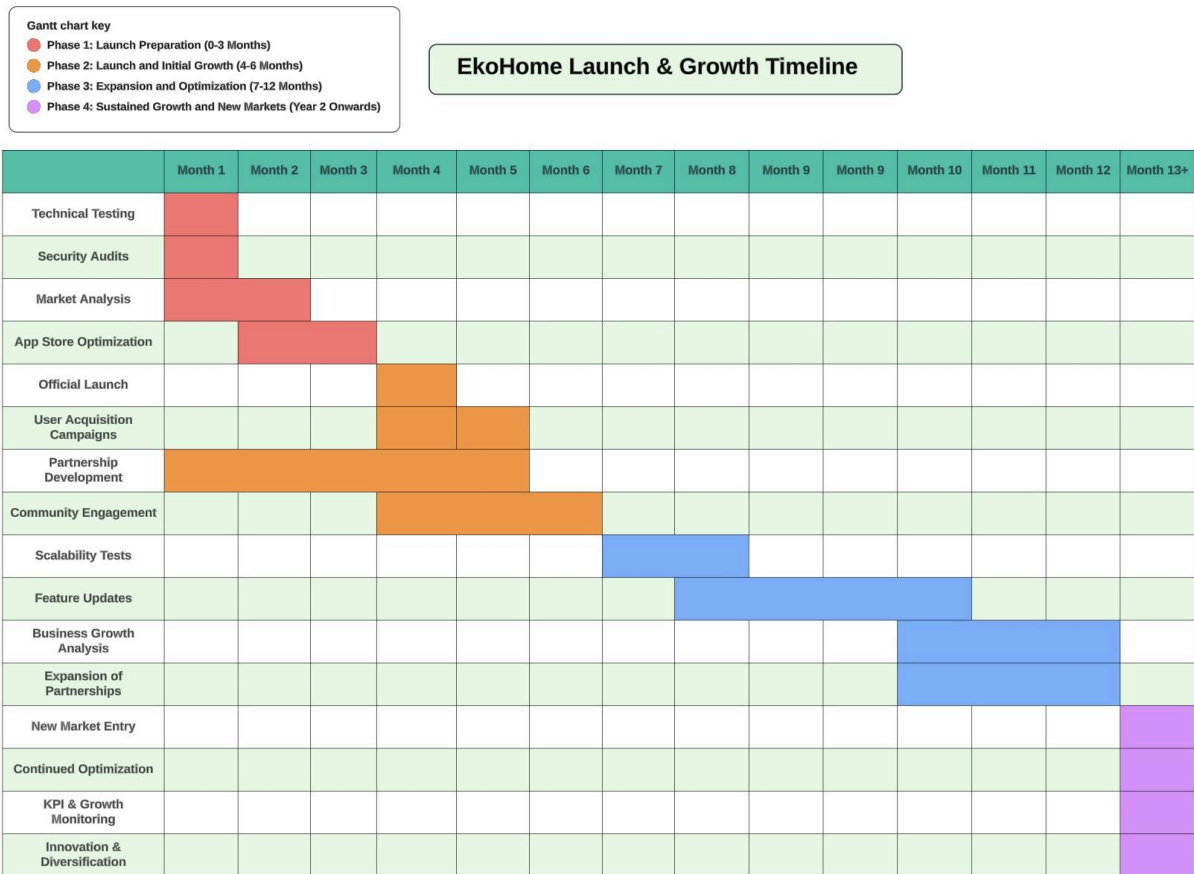 Gantt chart key
Phase 1: Launch Preparation (0-3 Months)
Phase 2: Launch and Initial Growth (4-6 Months)
Phase 3: Expansion and Optimization (7-12 Months)
Phase 4: Sustained Growth and New Markets (Year 2 Onwards)
EkoHome Launch & Growth Timeline
Month 1 Month 2 Month 3 Month 4 Month 5 Month 6 Month 7 Month 8 Month 9 Month 9 Month 10 Month 11 Month 12 Month 13+
Technical Testing
Security Audits
Market Analysis
App Store Optimization
Official Launch
User Acquisition
Campaigns
Partnership
Development
Community Engagement
Scalability Tests
Feature Updates
Business Growth
Analysis
Expansion of
Partnerships
New Market Entry
Continued Optimization
KPI & Growth
Monitoring
Innovation &
Diversification